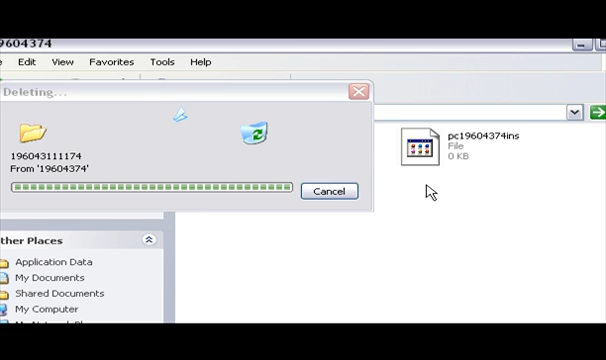 9604374
Edit View Favorites Tools Help
Deleting...
196043111174
From '19604374'
Cancel
pc19604374ins
File
0 KB
ther Places
Application Data
My Documents
Shared Documents
My Computer